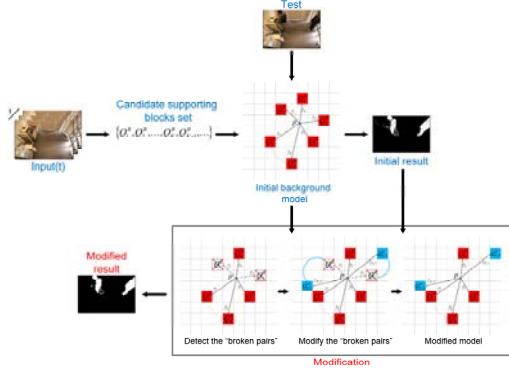 Test
Candidate supporting
blocks set
Input(t)
Initial result
Initial background
model
Modified
result
Detect the "broken pairs"
Modify the "broken pairs"
Modified model
Modification